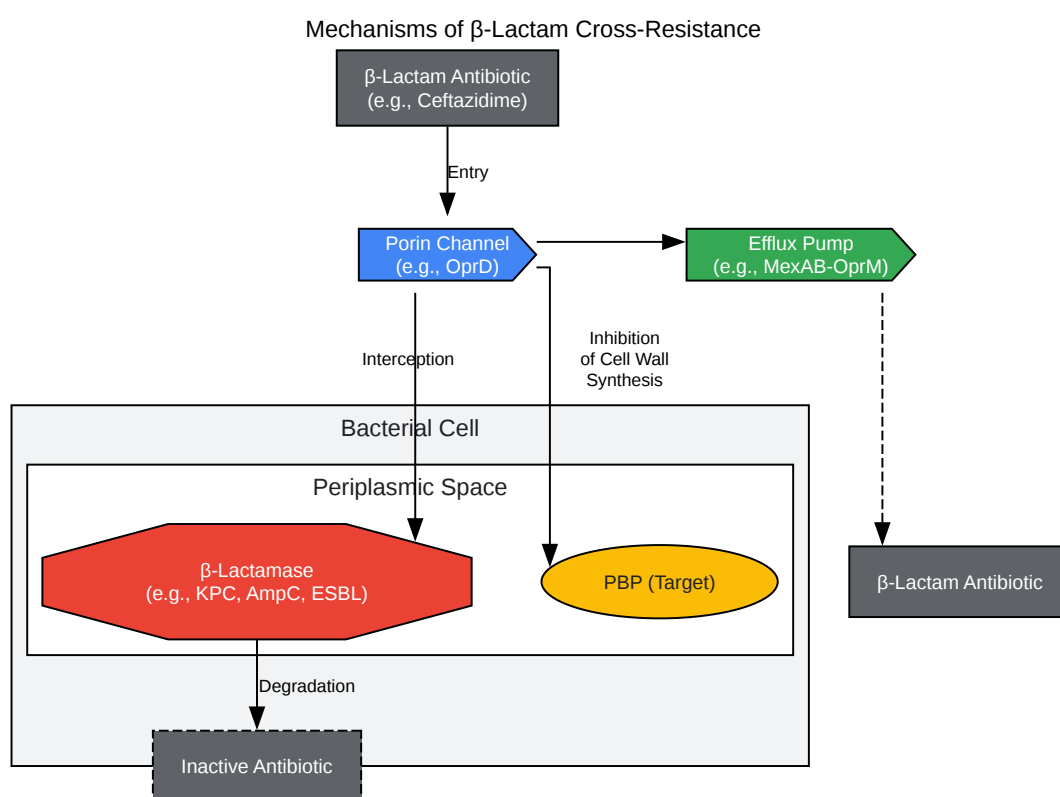 Mechanisms of β-Lactam Cross-Resistance
β-Lactam Antibiotic
(e.g., Ceftazidime)
Entry
Porin Channel
(e.g., OprD)
Efflux Pump
(e.g., MexAB-OprM)
Interception
Inhibition
of Cell Wall
Synthesis
Bacterial Cell
Periplasmic Space
β-Lactamase
(e.g., KPC, AmpC, ESBL)
PBP (Target)
β-Lactam Antibiotic
Degradation
Inactive Antibiotic